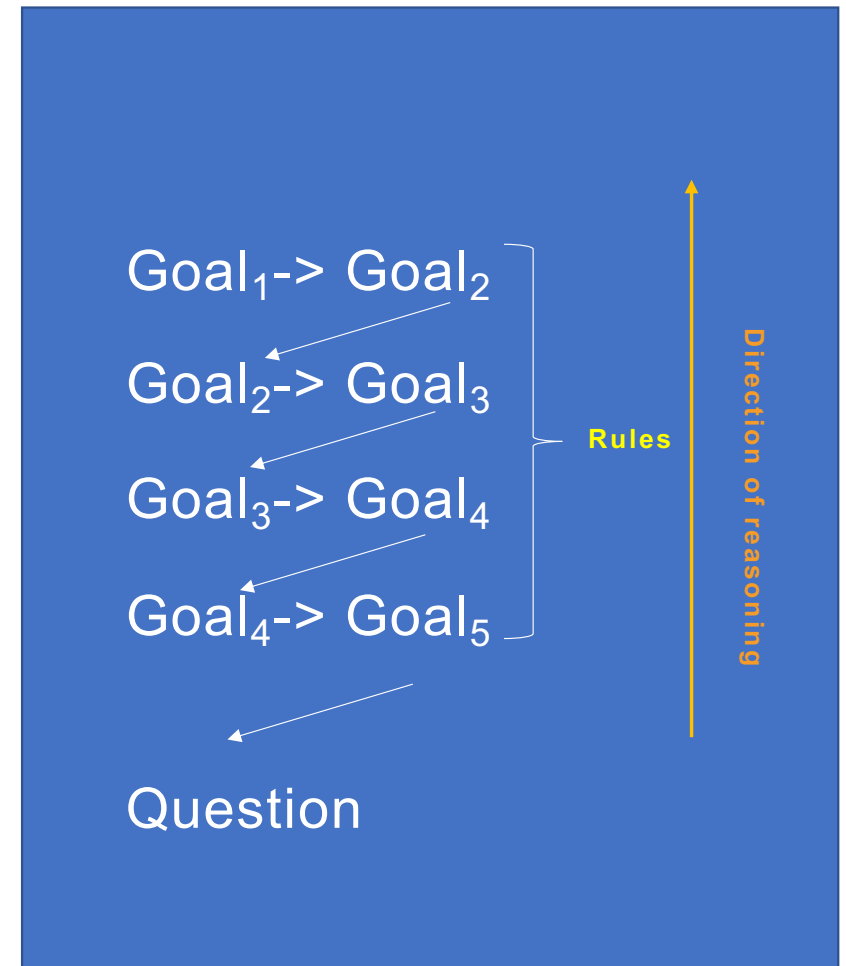 Goal₁-> Goal₂
Goal₂-> Goal₃
Goal₃-> Goal₄
Goal₄-> Goal₅
Question
Rules
Direction of reasoning